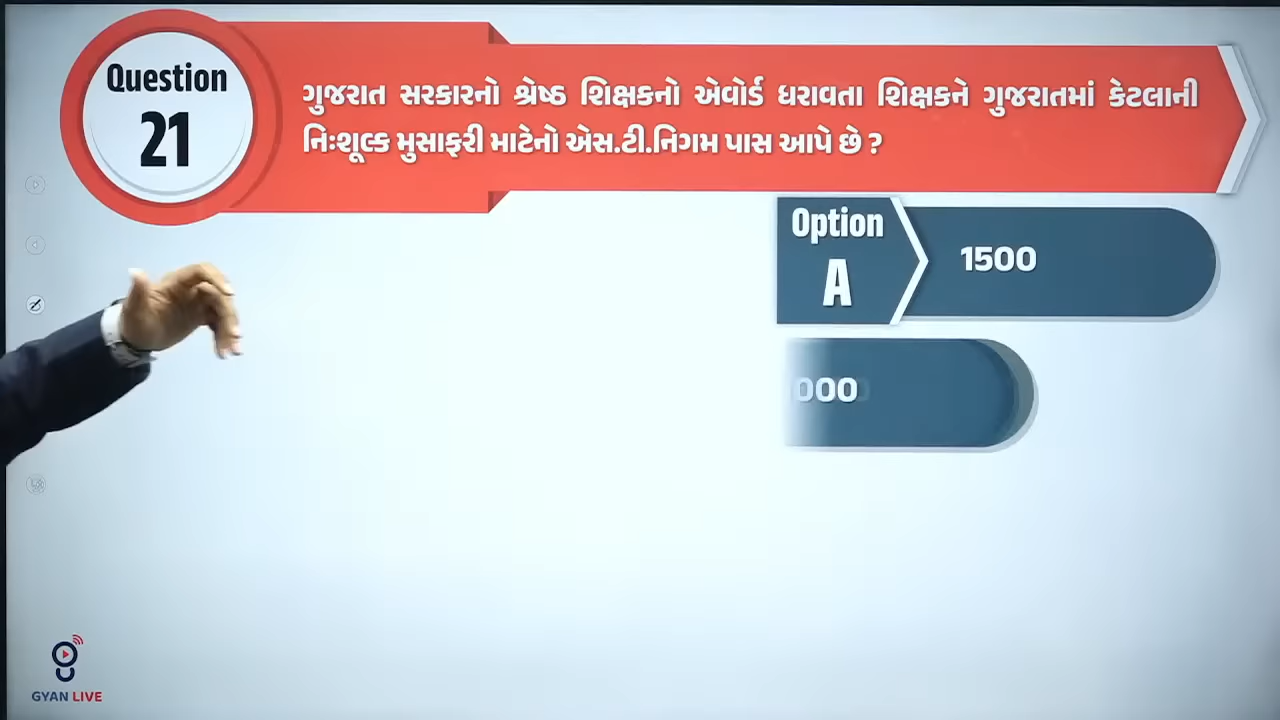 Question
21
ગુજરાત સરકારનો શ્રેષ્ઠ શિક્ષકનો એવોર્ડ ધરાવતા શિક્ષકને ગુજરાતમાં કેટલાની
નિઃશૂલ્ક મુસાફરી માટેનો એસ.ટી.નિગમ પાસ આપે છે ?
Option
A
1500
000
GYAN LIVE